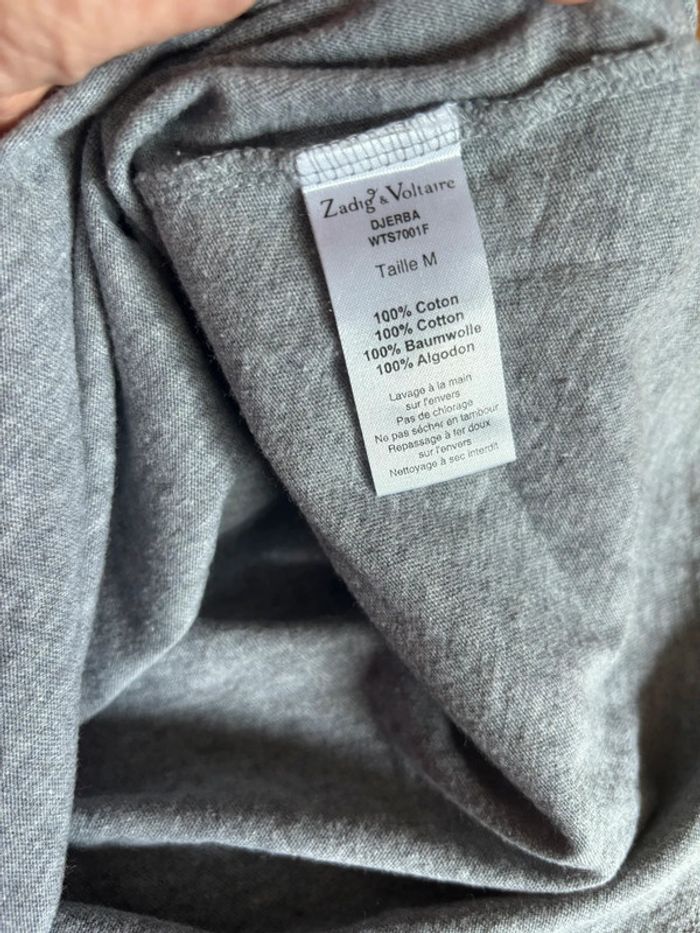 Zadig & Voltaire
DJERBA
WTS7001F
Taille M
100% Coton
100% Cotton
100% Baumwolle
100% Algodon
Lavage à la main
sur l'envers
Pas de chlorage
Ne pas sécher en tambour
Repassage à fer doux
sur l'envers
Nettoyage à sec interdit